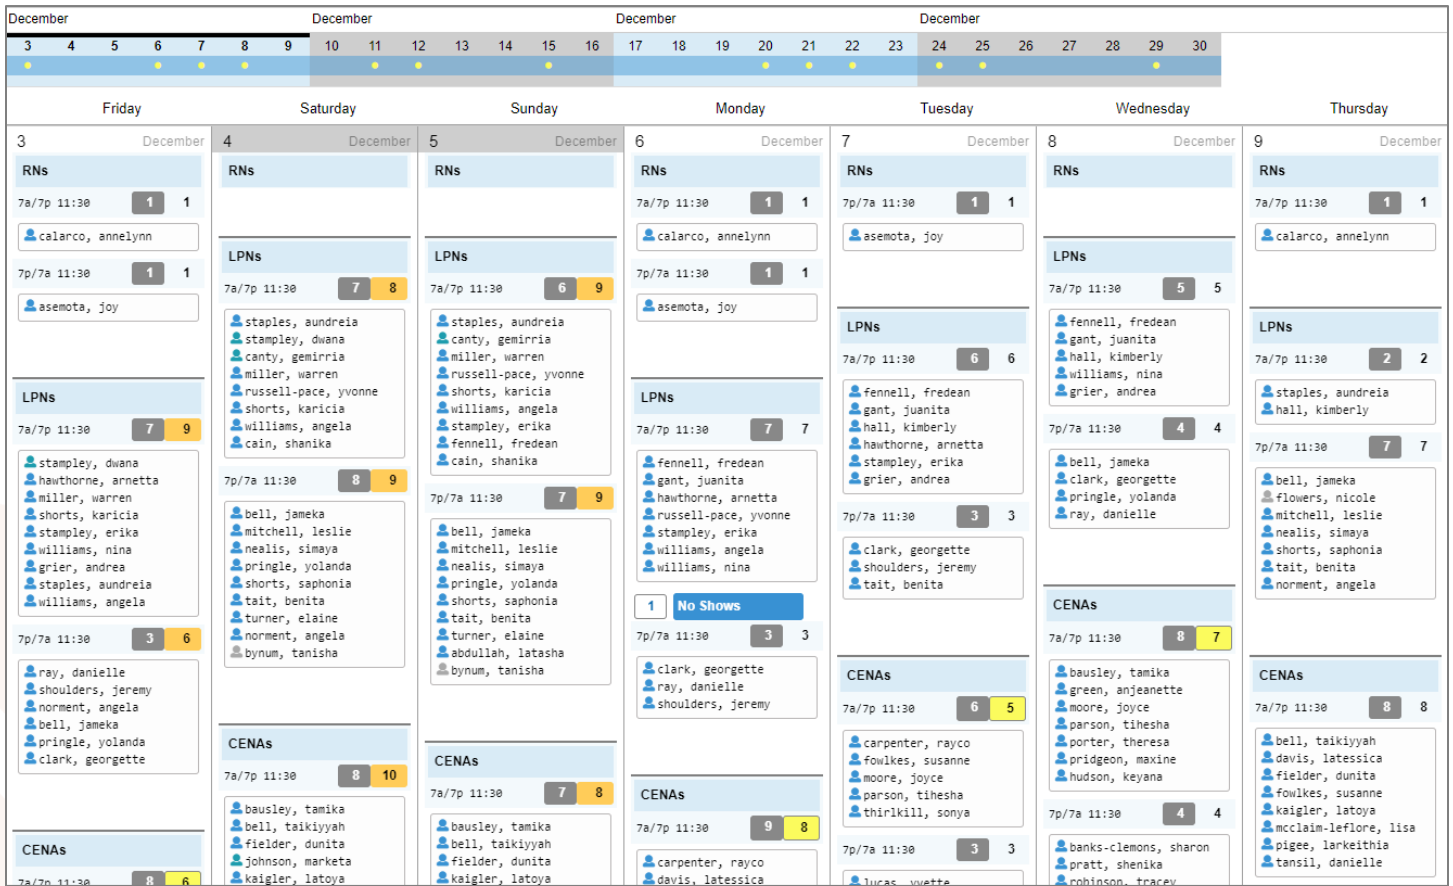 December December December December
3 4 5 6 7 8 9 10 11 12 13 14 15 16 17 18 19 20 21 22 23 24 25 26 27 28 29 30
Friday Saturday Sunday Monday Tuesday Wednesday Thursday
3 December
RNs
7a/7p 11:30 1 1
calarco, annelynn
7p/7a 11:30 1 1
asemota, joy
LPNs
7a/7p 11:30 7 9
stampley, dwana
hawthorne, arnetta
miller, warren
shorts, karicia
stampley, erika
williams, nina
grier, andrea
staples, aundreia
williams, angela
7p/7a 11:30 3 6
ray, danielle
shoulders, jeremy
norment, angela
bell, jameka
pringle, yolanda
clark, georgette
CENAs
7a/7p 11:30 8 6
4 December
RNs
LPNs
7a/7p 11:30 7 8
staples, aundreia
stampley, dwana
canty, gemirria
miller, warren
russell-pace, yvonne
shorts, karicia
williams, angela
cain, shanika
7p/7a 11:30 8 9
bell, jameka
mitchell, leslie
nealis, simaya
pringle, yolanda
shorts, saphonia
tait, benita
turner, elaine
norment, angela
bynum, tanisha
CENAs
7a/7p 11:30 8 10
bausley, tamika
bell, taikiyyah
fielder, dunita
johnson, marketa
kaigler, latoya
5 December
RNs
LPNs
7a/7p 11:30 6 9
staples, aundreia
canty, gemirria
miller, warren
russell-pace, yvonne
shorts, karicia
williams, angela
stampley, erika
fennell, fredean
cain, shanika
7p/7a 11:30 7 9
bell, jameka
mitchell, leslie
nealis, simaya
pringle, yolanda
shorts, saphonia
tait, benita
turner, elaine
abdullah, latasha
bynum, tanisha
CENAs
7a/7p 11:30 7 8
bausley, tamika
bell, taikiyyah
fielder, dunita
kaigler, latoya
6 December
RNs
7a/7p 11:30 1 1
calarco, annelynn
7p/7a 11:30 1 1
asemota, joy
LPNs
7a/7p 11:30 7 7
fennell, fredean
gant, juanita
hawthorne, arnetta
russell-pace, yvonne
stampley, erika
williams, angela
williams, nina
1 No Shows
7p/7a 11:30 3 3
clark, georgette
ray, danielle
shoulders, jeremy
CENAs
7a/7p 11:30 9 8
carpenter, rayco
davis, latessica
7 December
RNs
7p/7a 11:30 1 1
asemota, joy
LPNs
7a/7p 11:30 6 6
fennell, fredean
gant, juanita
hall, kimberly
hawthorne, arnetta
stampley, erika
grier, andrea
7p/7a 11:30 3 3
clark, georgette
shoulders, jeremy
tait, benita
CENAs
7a/7p 11:30 6 5
carpenter, rayco
fowlkes, susanne
moore, joyce
parson, tihesha
thirlkill, sonya
7p/7a 11:30 3 3
lucas, yvette
8 December
RNs
LPNs
7a/7p 11:30 5 5
fennell, fredean
gant, juanita
hall, kimberly
williams, nina
grier, andrea
7p/7a 11:30 4 4
bell, jameka
clark, georgette
pringle, yolanda
ray, danielle
CENAs
7a/7p 11:30 8 7
bausley, tamika
green, anjeanette
moore, joyce
parson, tihesha
porter, theresa
pridgeon, maxine
hudson, keyana
7p/7a 11:30 4 4
banks-clemons, sharon
pratt, shenika
robinson, tracey
9 December
RNs
7a/7p 11:30 1 1
calarco, annelynn
LPNs
7a/7p 11:30 2 2
staples, aundreia
hall, kimberly
7p/7a 11:30 7 7
bell, jameka
flowers, nicole
mitchell, leslie
nealis, simaya
shorts, saphonia
tait, benita
norment, angela
CENAs
7a/7p 11:30 8 8
bell, taikiyyah
davis, latessica
fielder, dunita
fowlkes, susanne
kaigler, latoya
mcclaim-leflore, lisa
pigee, larkeithia
tansil, danielle